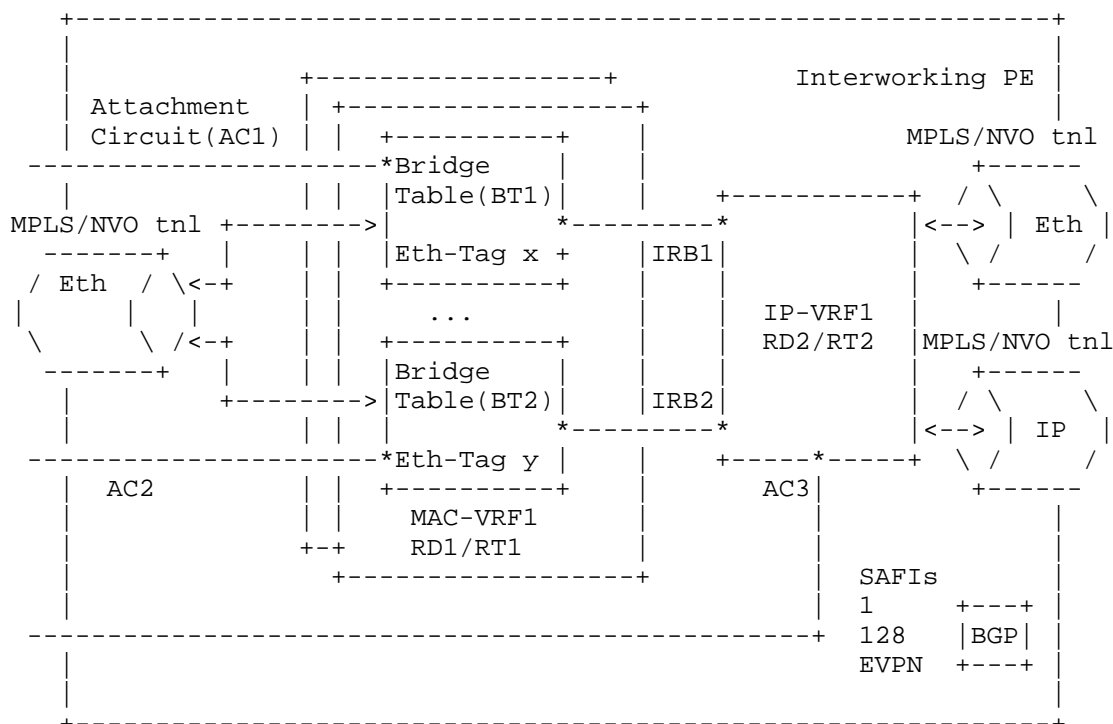 Interworking PE
Attachment
Circuit(AC1)
MPLS/NVO tnl
Bridge
Table(BT1)
MPLS/NVO tnl
Eth
Eth-Tag x
IRB1
Eth
...
IP-VRF1
RD2/RT2
MPLS/NVO tnl
Bridge
Table(BT2)
IRB2
IP
Eth-Tag y
AC2
AC3
MAC-VRF1
RD1/RT1
SAFIs
1
128
BGP
EVPN